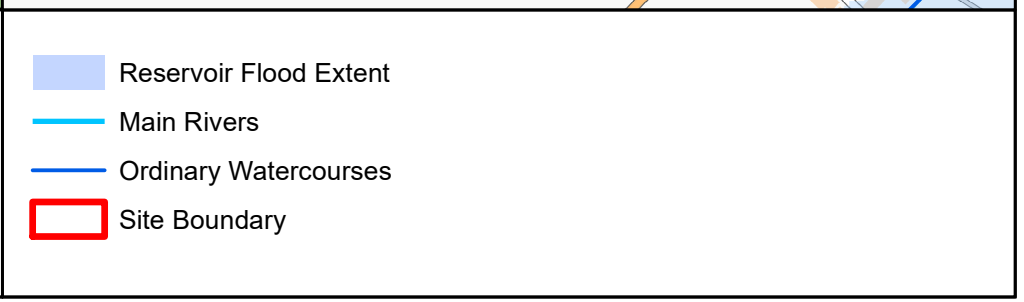 Reservoir Flood Extent
Main Rivers
Ordinary Watercourses
Site Boundary